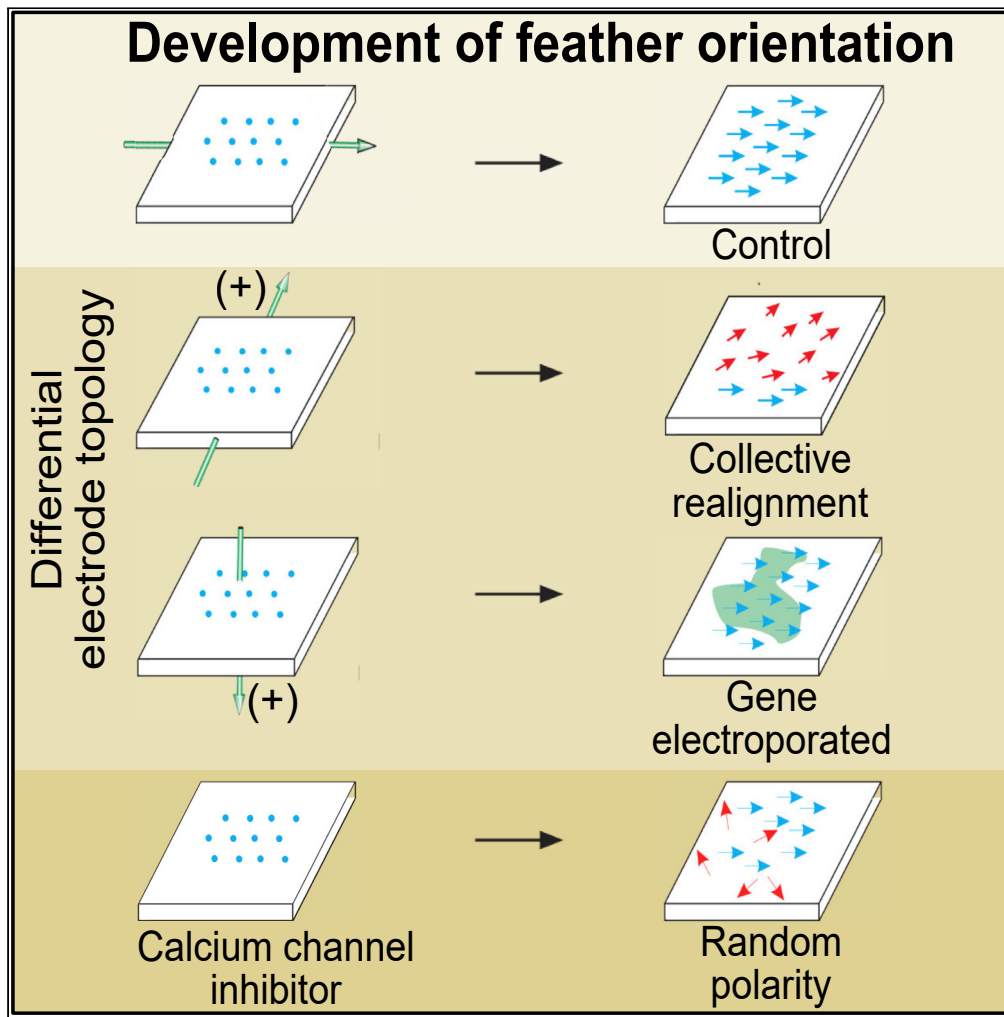 Development of feather orientation
Control
Differential
electrode topology
(+)
Collective
realignment
(+)
Gene
electroporated
Calcium channel
inhibitor
Random
polarity